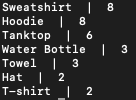 Sweatshirt | 8
Hoodie | 8
Tanktop | 6
Water Bottle | 3
Towel | 3
Hat | 2
T-shirt | 2